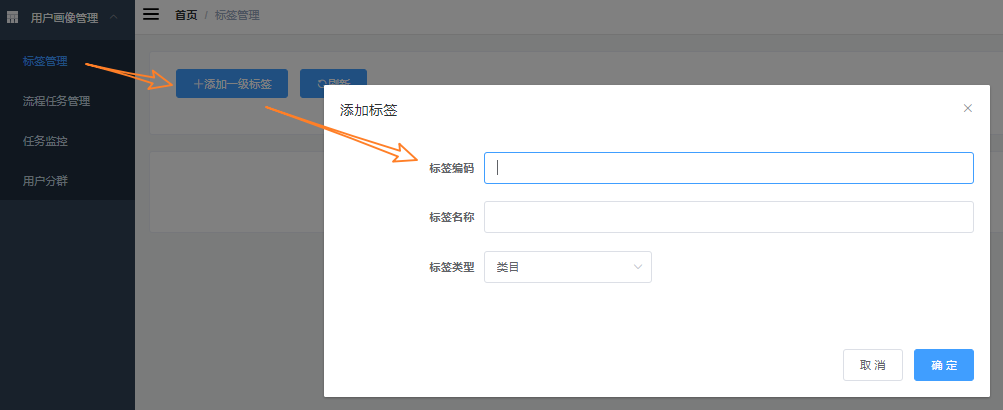 用户画像管理
首页 / 标签管理
标签管理
流程任务管理
任务监控
用户分群
+添加一级标签
刷新
添加标签
标签编码
标签名称
标签类型 类目
取消 确定